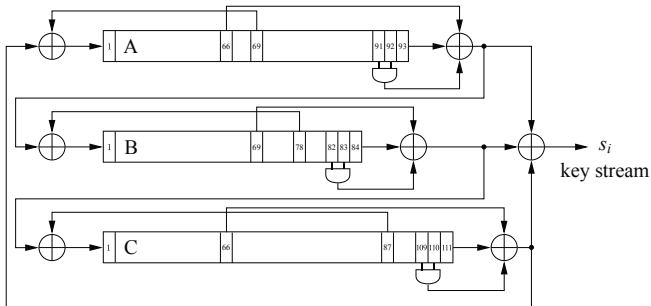 1 A 66 69 91 92 93
1 B 69 78 82 83 84
s_i
key stream
1 C 66 87 109 110 111